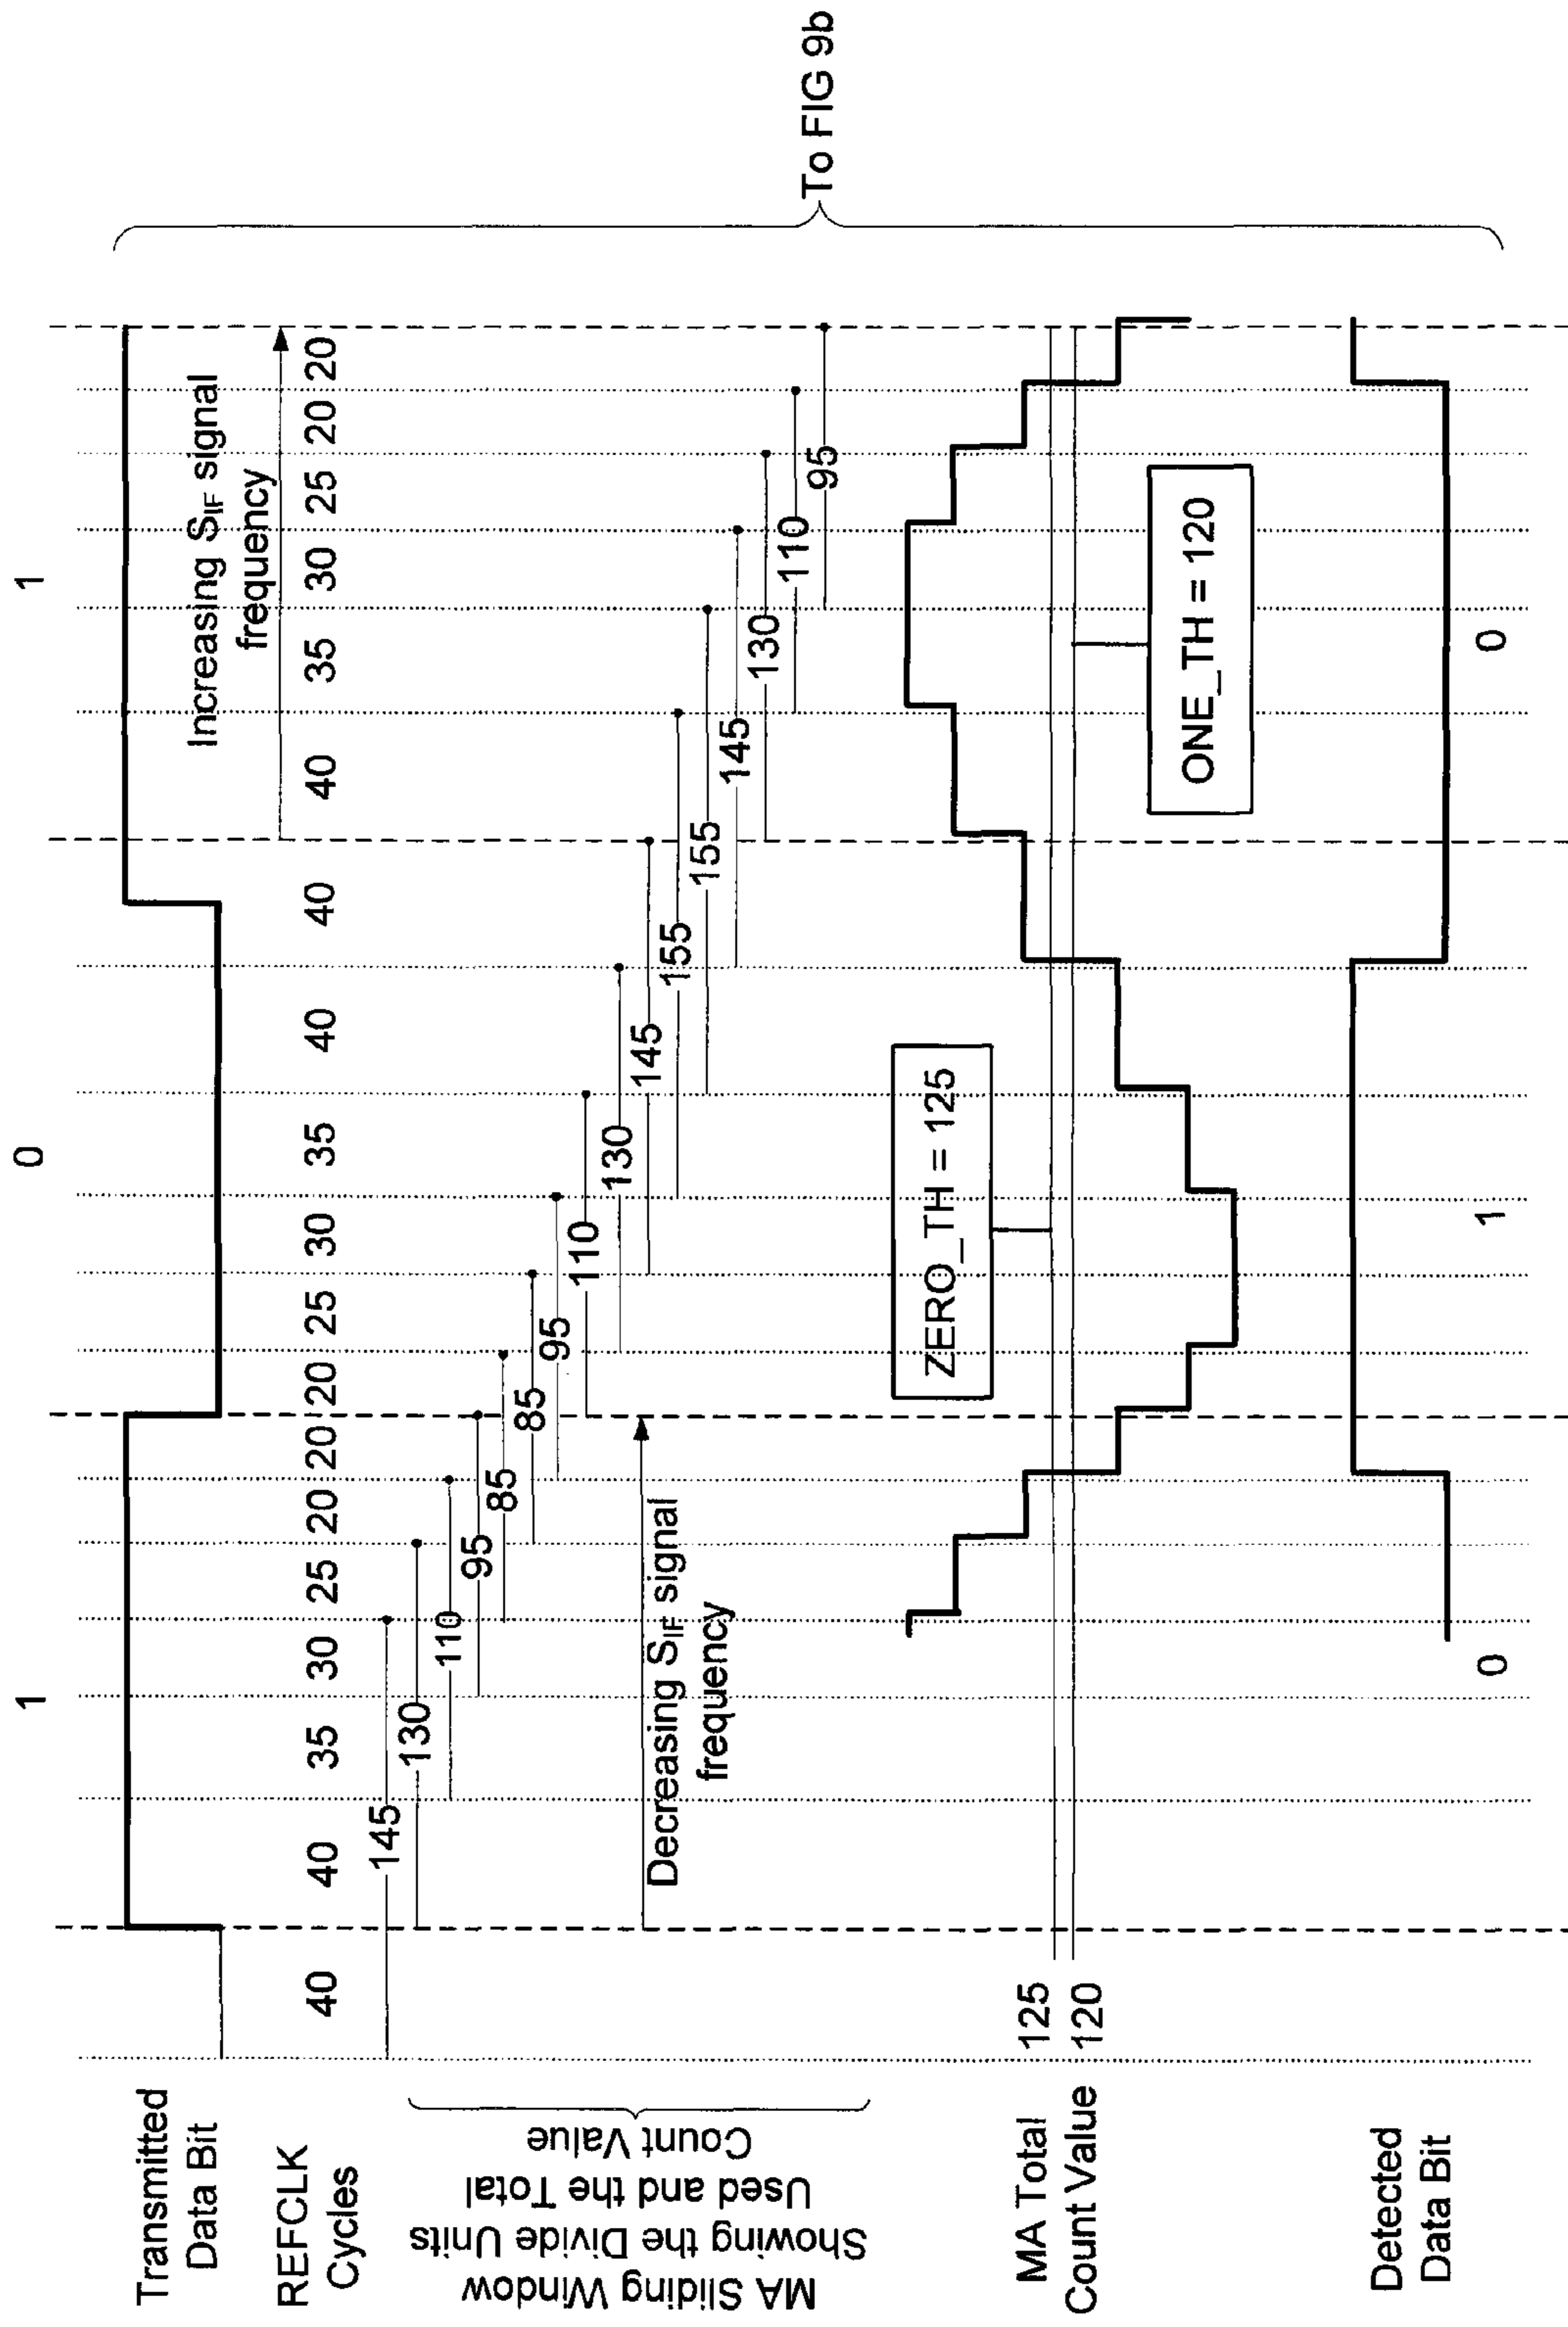 1 0 1
Transmitted
Data Bit
Increasing SIF signal
frequency
REFCLK
Cycles
40 40 35 30 25 20 20 20 25 30 35 40 40 40 35 30 25 20 20
MA Sliding Window
Showing the Divide Units
Used and the Total
Count Value
145
130
110
95
85
85
95
110
130
145
155
155
145
130
110
95
Decreasing SIF signal
frequency
To FIG 9b
ZERO_TH = 125
MA Total
Count Value
125
120
ONE_TH = 120
Detected
Data Bit
0 1 0